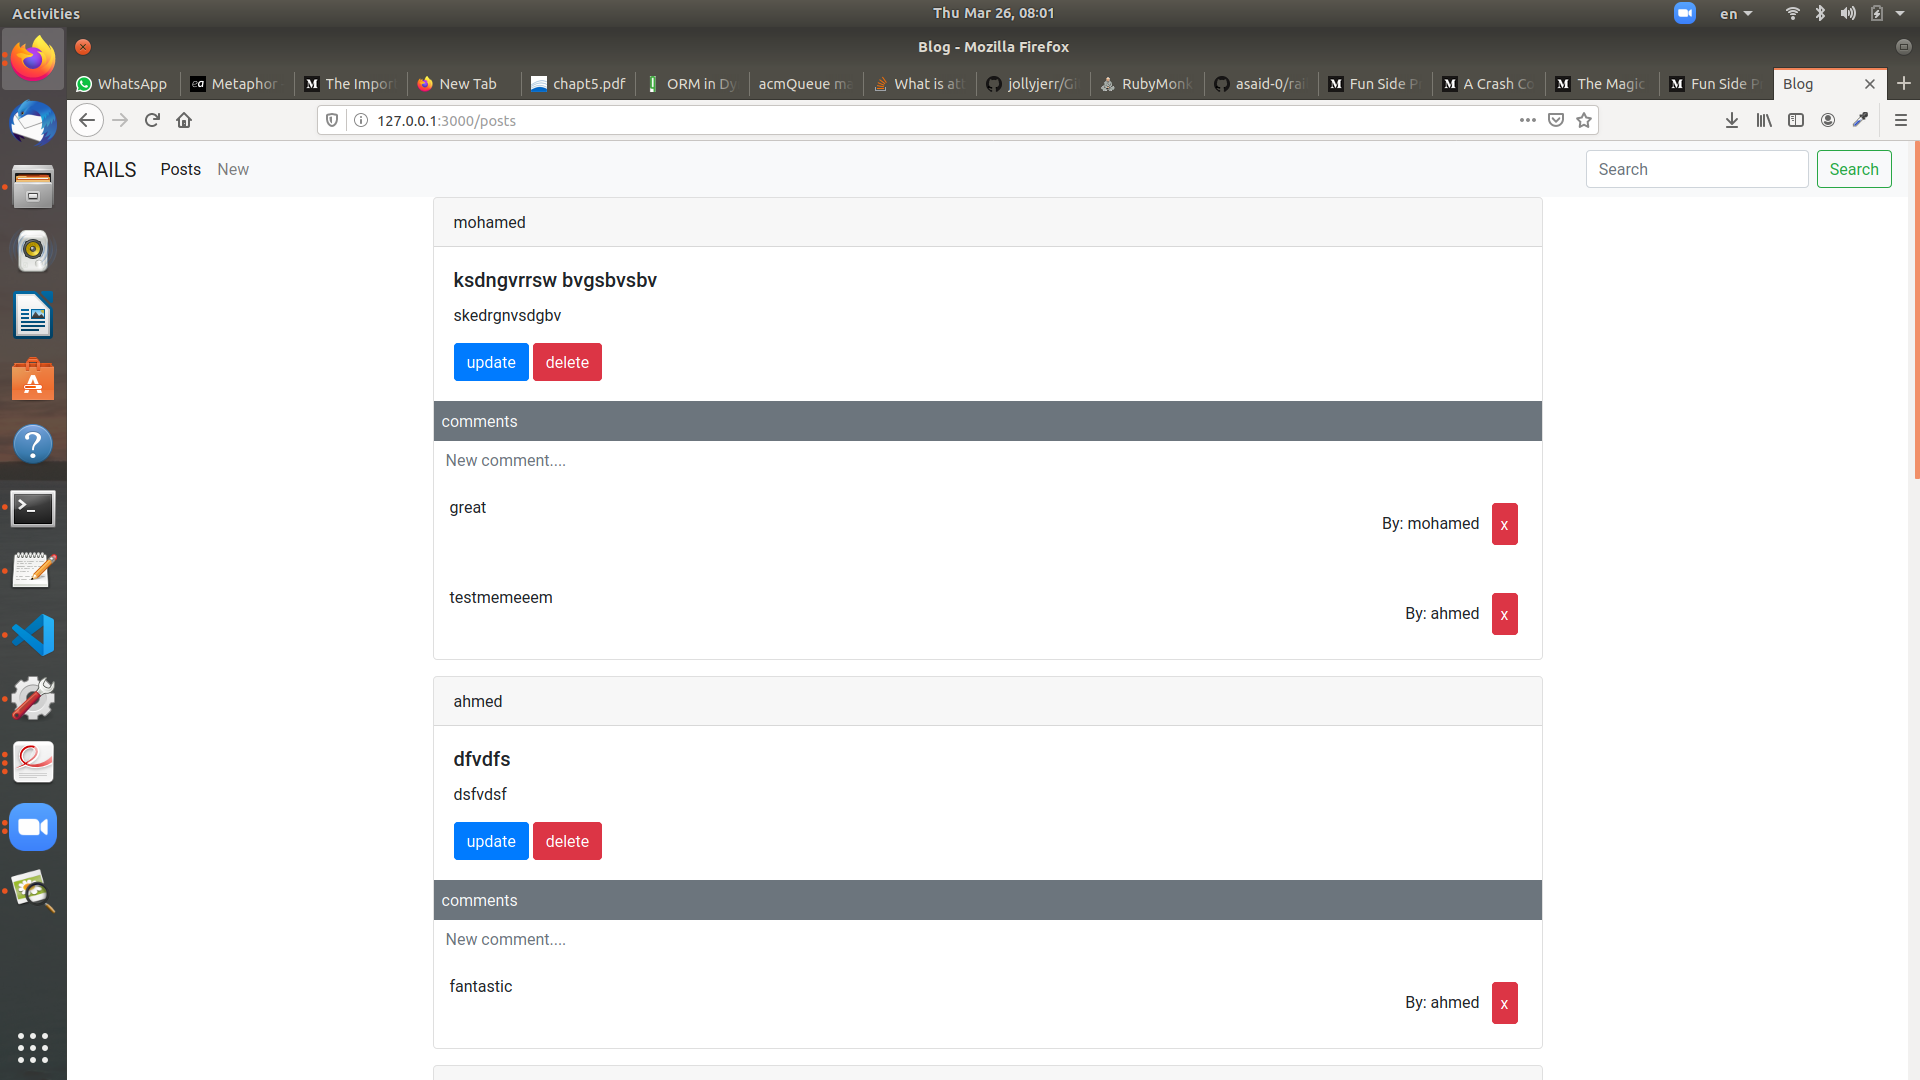 Activities
Thu Mar 26, 08:01
en
Blog - Mozilla Firefox
WhatsApp
Metaphor
The Impor
New Tab
chapt5.pdf
ORM in Dy
acmQueue ma
What is at
jollyjerr/Gi
RubyMonk
asaid-0/rai
Fun Side P
A Crash Co
The Magic
Fun Side P
Blog
127.0.0.1:3000/posts
RAILS
Posts
New
Search
Search
mohamed
ksdngvrrsw bvgsbvsbv
skedrgnvsdgbv
update
delete
comments
New comment....
great
By: mohamed
x
testmemeeem
By: ahmed
x
ahmed
dfvdfs
dsfvdsf
update
delete
comments
New comment....
fantastic
By: ahmed
x